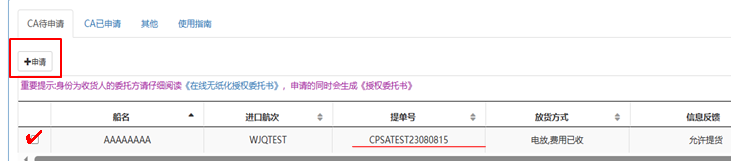 CA待申请 CA已申请 其他 使用指南
+申请
重要提示:身份为收货人的委托方请仔细阅读《在线无纸化授权委托书》，申请的同时会生成《授权委托书》
船名 进口航次 提单号 放货方式 信息反馈
AAAAAAAA WJQTEST CPSATEST23080815 电放,费用已收 允许提货